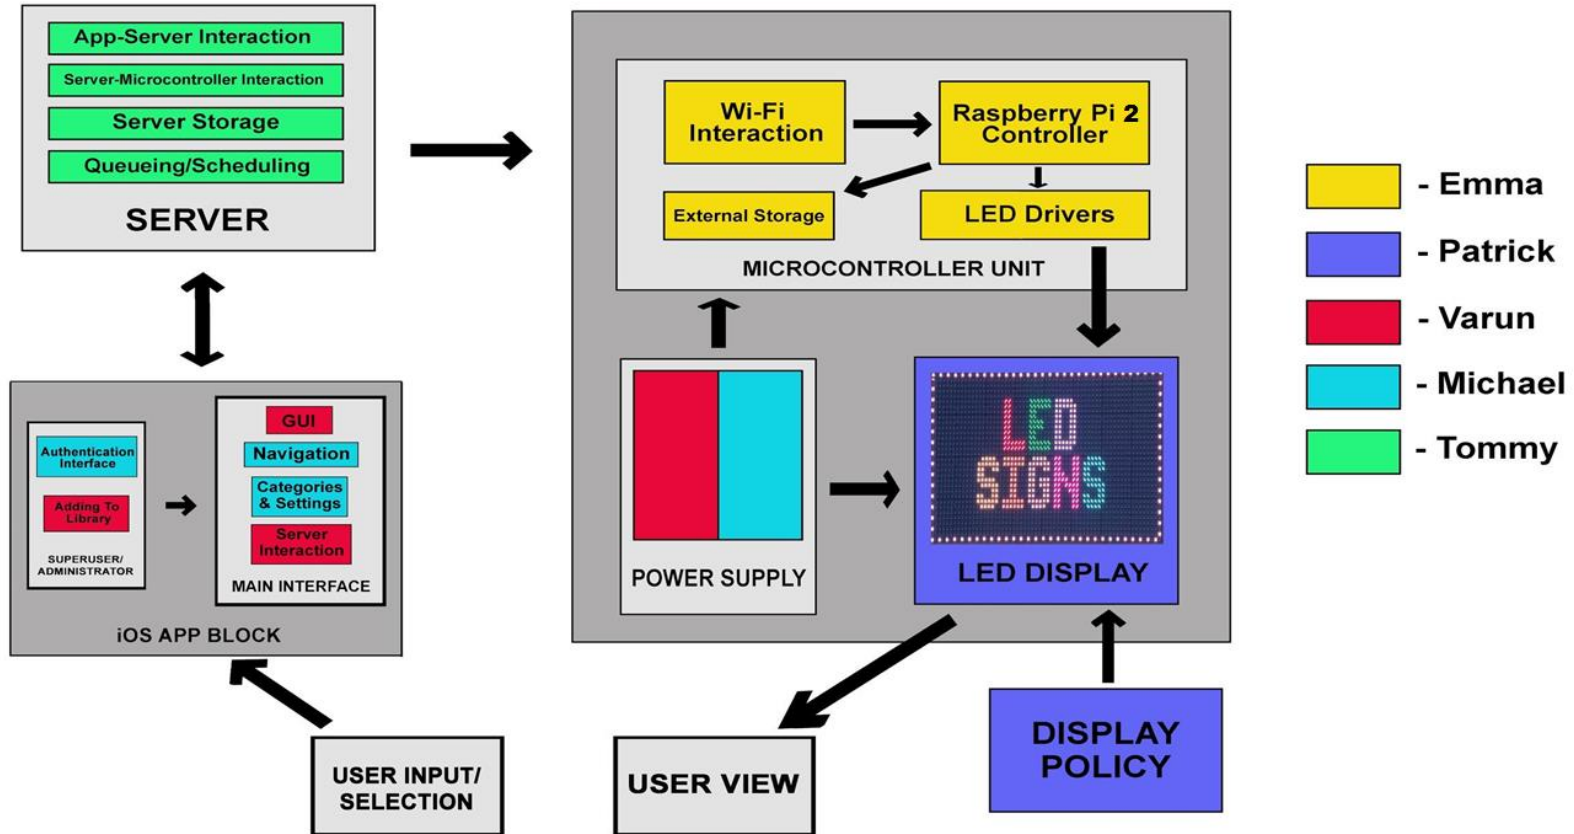 App-Server Interaction
Server-Microcontroller Interaction
Server Storage
Queueing/Scheduling
SERVER
Wi-Fi
Interaction
Raspberry Pi 2
Controller
External Storage
LED Drivers
MICROCONTROLLER UNIT
- Emma
- Patrick
- Varun
- Michael
- Tommy
Authentication
Interface
Adding To
Library
SUPERUSER/
ADMINISTRATOR
GUI
Navigation
Categories
& Settings
Server
Interaction
MAIN INTERFACE
iOS APP BLOCK
POWER SUPPLY
LED
SIGNS
LED DISPLAY
USER INPUT/
SELECTION
USER VIEW
DISPLAY
POLICY